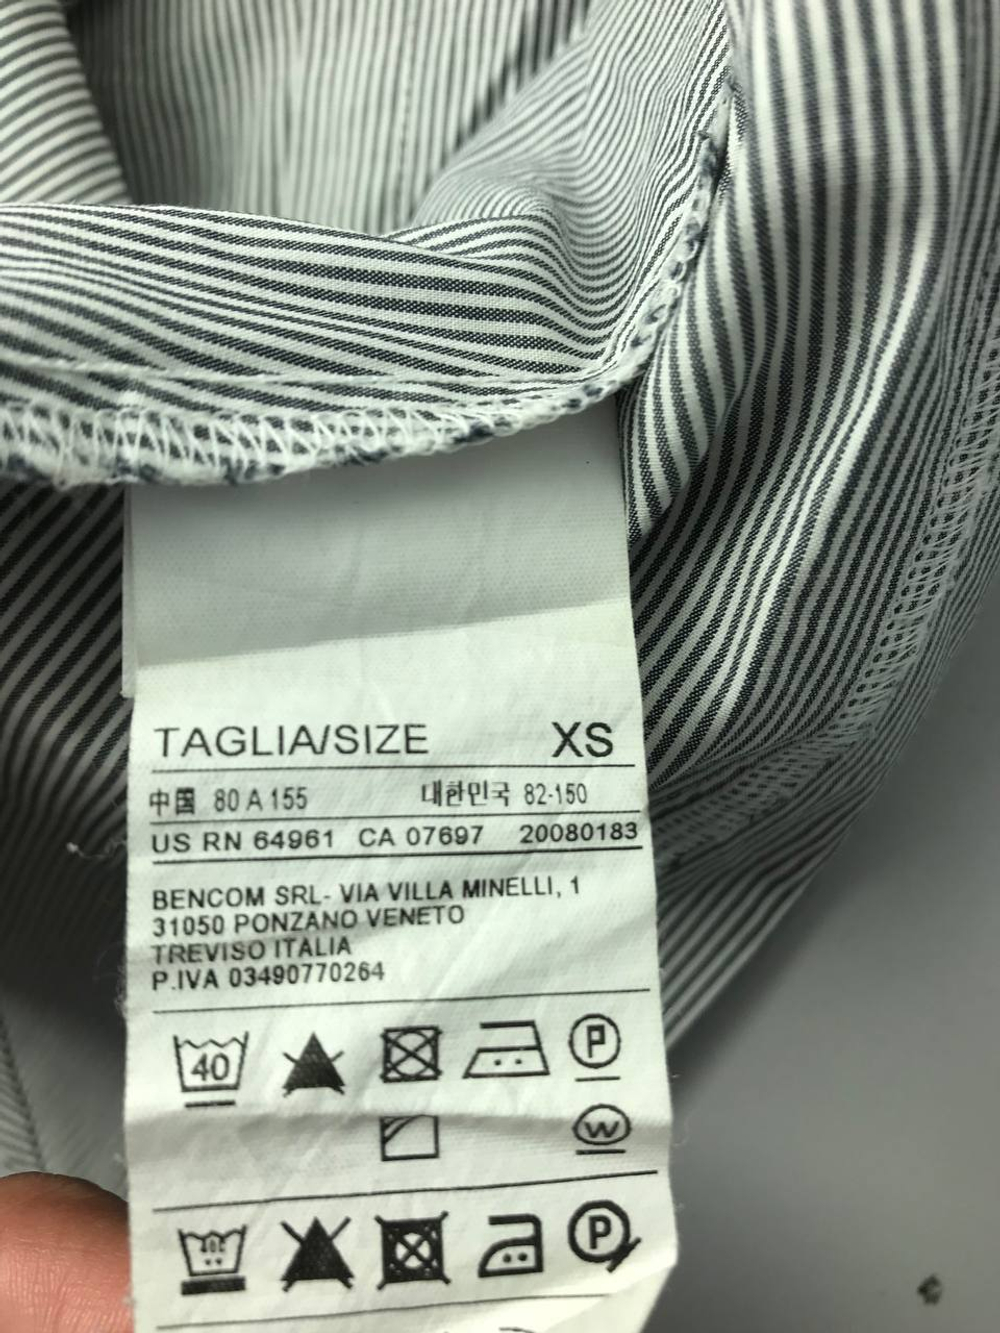 TAGLIA/SIZE XS
中国 80 A 155 대한민국 82-150
US RN 64961 CA 07697 20080183
BENCOM SRL- VIA VILLA MINELLI, 1
31050 PONZANO VENETO
TREVISO ITALIA
P.IVA 03490770264
40 P
W
40C P